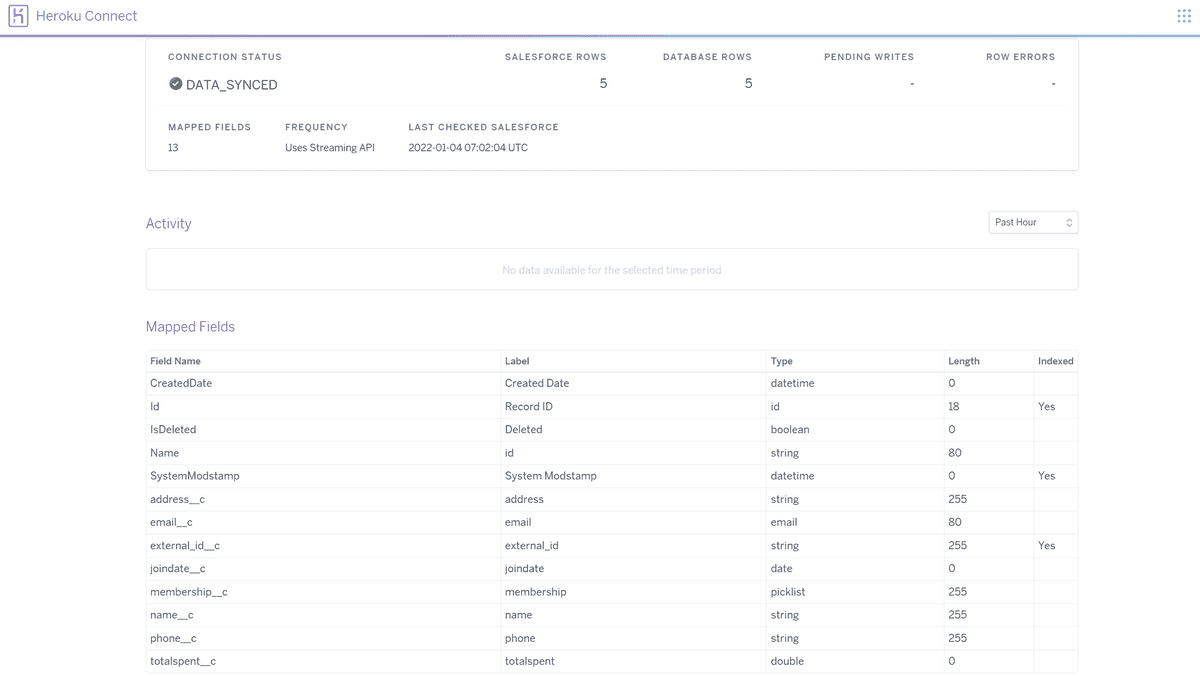 Heroku Connect
CONNECTION STATUS SALESFORCE ROWS DATABASE ROWS PENDING WRITES ROW ERRORS
DATA_SYNCED 5 5 - -
MAPPED FIELDS FREQUENCY LAST CHECKED SALESFORCE
13 Uses Streaming API 2022-01-04 07:02:04 UTC
Activity Past Hour
No data available for the selected time period
Mapped Fields
Field Name Label Type Length Indexed
CreatedDate Created Date datetime 0
Id Record ID id 18 Yes
IsDeleted Deleted boolean 0
Name id string 80
SystemModstamp System Modstamp datetime 0 Yes
address__c address string 255
email__c email email 80
external_id__c external_id string 255 Yes
joindate__c joindate date 0
membership__c membership picklist 255
name__c name string 255
phone__c phone string 255
totalspent__c totalspent double 0